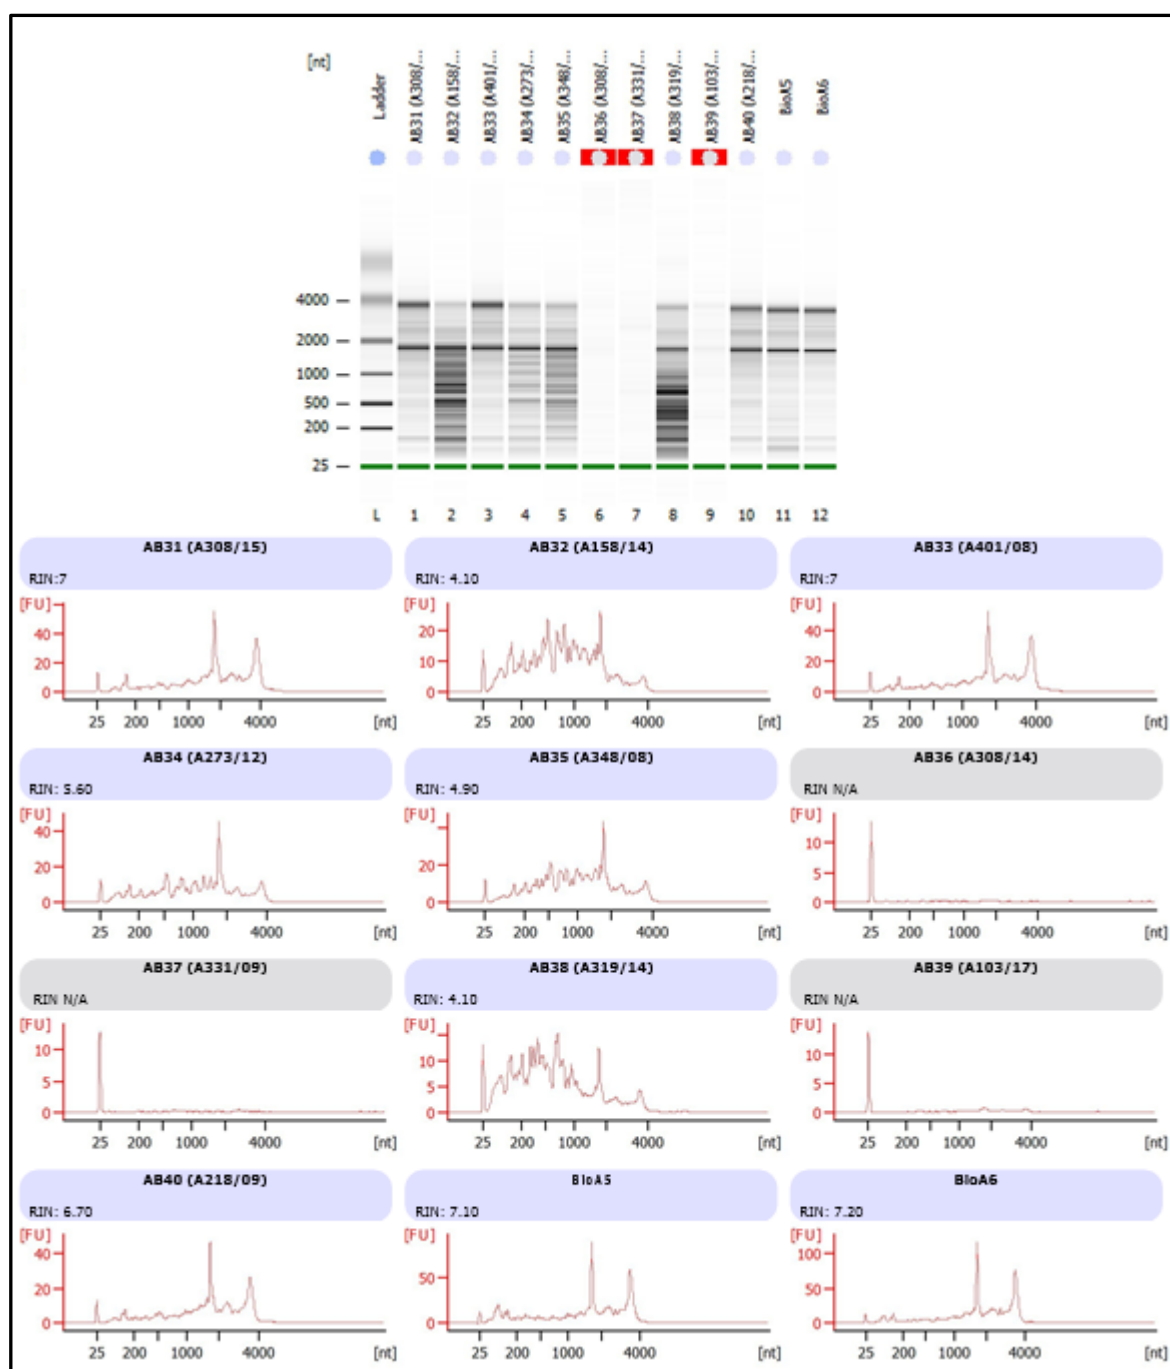 [nt]
Ladder
AB31 (A308/...
AB32 (A158/...
AB33 (A401/...
AB34 (A273/...
AB35 (A348/...
AB36 (A308/...
AB37 (A331/...
AB38 (A319/...
AB39 (A103/...
AB40 (A218/...
BioA5
BioA6
4000
2000
1000
500
200
25
L 1 2 3 4 5 6 7 8 9 10 11 12
AB31 (A308/15)
RIN:7
[FU]
40
20
0
25 200 1000 4000 [nt]
AB32 (A158/14)
RIN: 4.10
[FU]
20
10
0
25 200 1000 4000 [nt]
AB33 (A401/08)
RIN:7
[FU]
40
20
0
25 200 1000 4000 [nt]
AB34 (A273/12)
RIN: 5.60
[FU]
40
20
0
25 200 1000 4000 [nt]
AB35 (A348/08)
RIN: 4.90
[FU]
20
0
25 200 1000 4000 [nt]
AB36 (A308/14)
RIN N/A
[FU]
10
5
0
25 200 1000 4000 [nt]
AB37 (A331/09)
RIN N/A
[FU]
10
5
0
25 200 1000 4000 [nt]
AB38 (A319/14)
RIN: 4.10
[FU]
10
5
0
25 200 1000 4000 [nt]
AB39 (A103/17)
RIN N/A
[FU]
10
5
0
25 200 1000 4000 [nt]
AB40 (A218/09)
RIN: 6.70
[FU]
40
20
0
25 200 1000 4000 [nt]
BioA5
RIN: 7.10
[FU]
50
0
25 200 1000 4000 [nt]
BioA6
RIN: 7.20
[FU]
100
50
0
25 200 1000 4000 [nt]